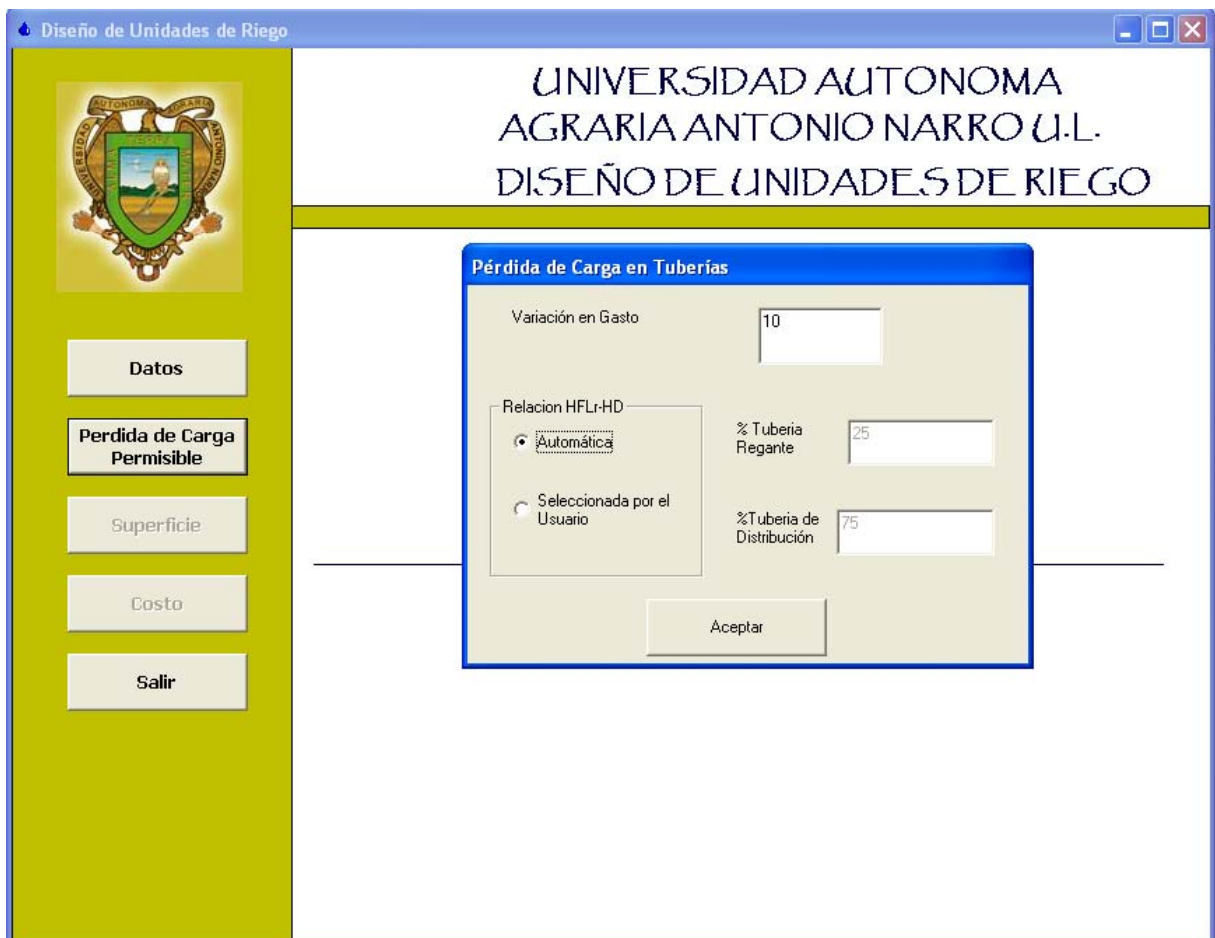 Diseño de Unidades de Riego
UNIVERSIDAD AUTONOMA
AGRARIA ANTONIO NARRO U.L.
DISEÑO DE UNIDADES DE RIEGO
Datos
Perdida de Carga
Permisible
Superficie
Costo
Salir
Pérdida de Carga en Tuberías
Variación en Gasto
10
Relacion HFLr-HD
Automática
Seleccionada por el
Usuario
% Tuberia
Regante
25
%Tuberia de
Distribución
75
Aceptar